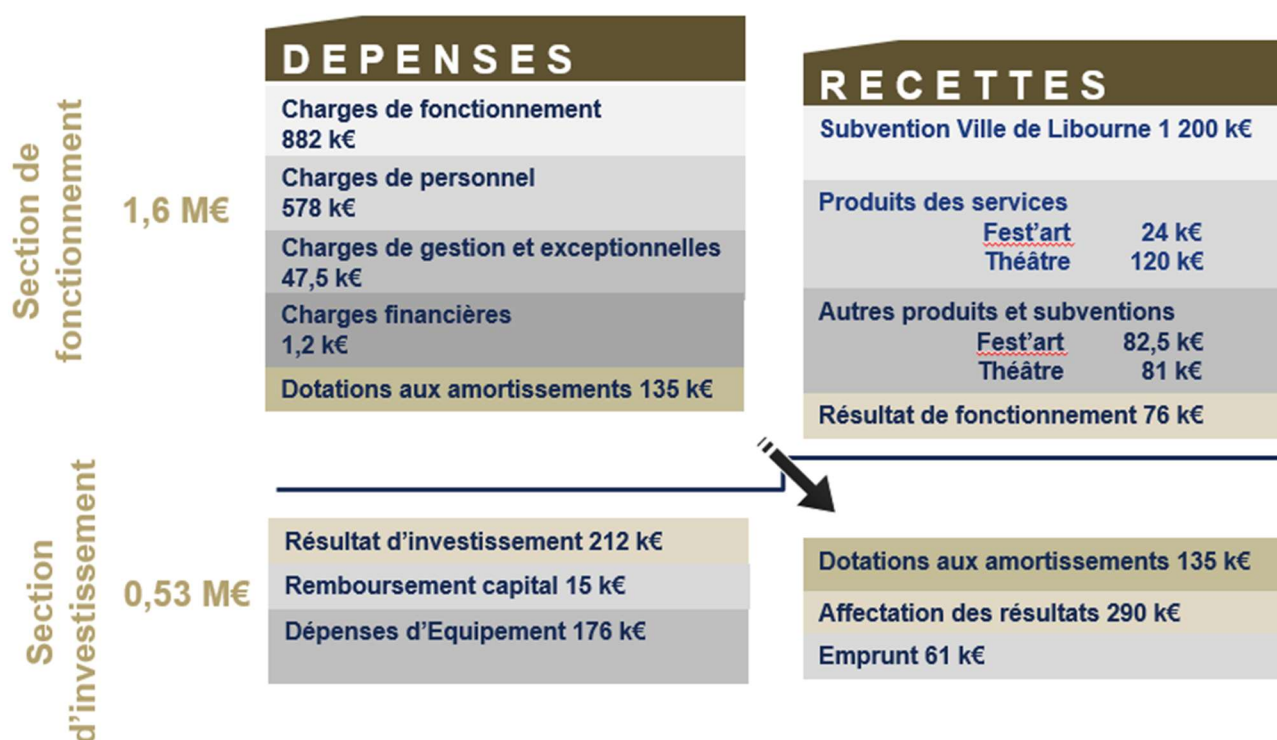 DEPENSES
RECETTES
Section de
fonctionnement
1,6 M€
Charges de fonctionnement
882 k€
Charges de personnel
578 k€
Charges de gestion et exceptionnelles
47,5 k€
Charges financières
1,2 k€
Dotations aux amortissements 135 k€
Subvention Ville de Libourne 1 200 k€
Produits des services
Fest’art 24 k€
Théâtre 120 k€
Autres produits et subventions
Fest’art 82,5 k€
Théâtre 81 k€
Résultat de fonctionnement 76 k€
Section
d’investissement
0,53 M€
Résultat d’investissement 212 k€
Remboursement capital 15 k€
Dépenses d’Equipement 176 k€
Dotations aux amortissements 135 k€
Affectation des résultats 290 k€
Emprunt 61 k€